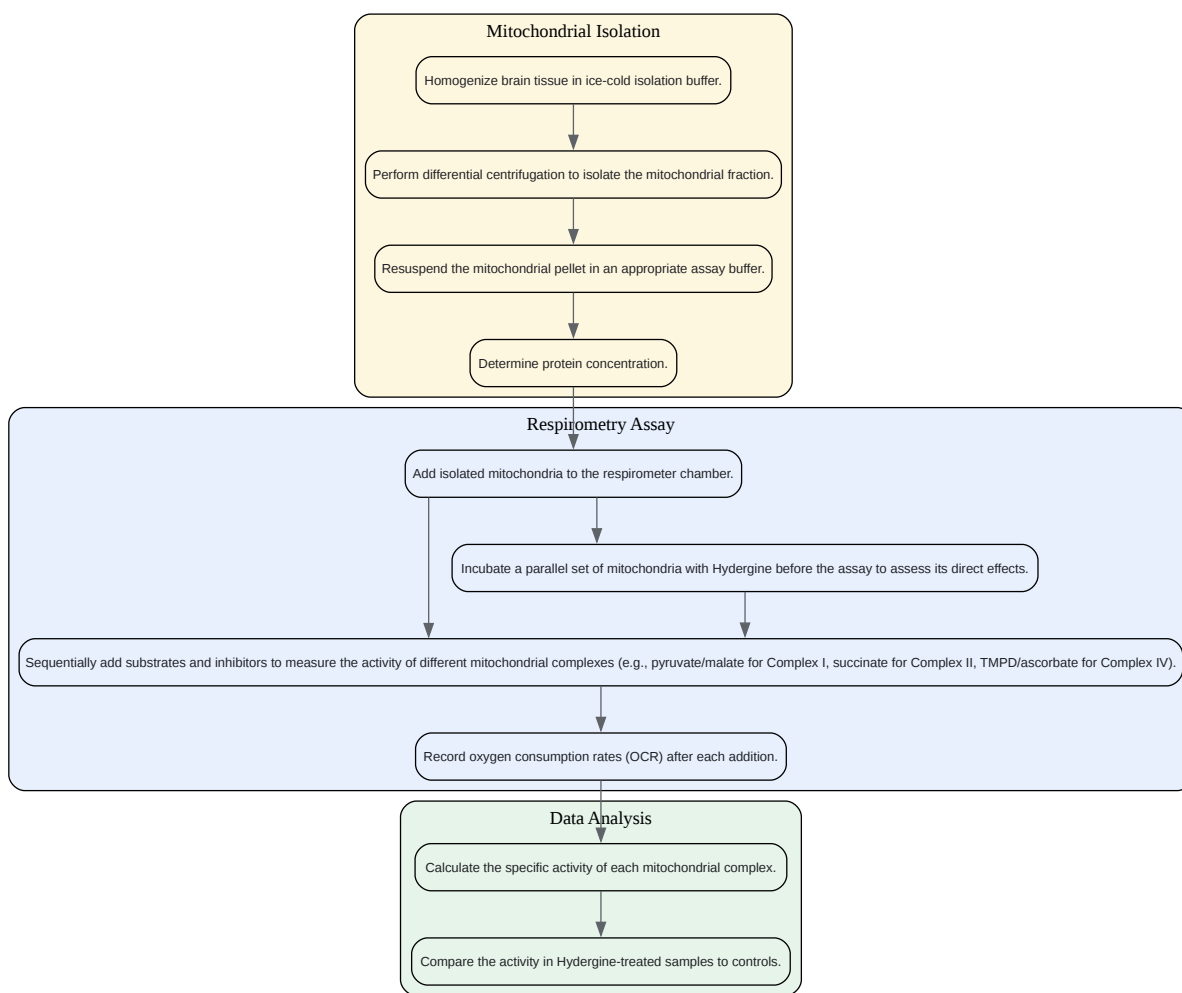 Mitochondrial Isolation
Homogenize brain tissue in ice-cold isolation buffer.
Perform differential centrifugation to isolate the mitochondrial fraction.
Resuspend the mitochondrial pellet in an appropriate assay buffer.
Determine protein concentration.
Respirometry Assay
Add isolated mitochondria to the respirometer chamber.
Incubate a parallel set of mitochondria with Hydergine before the assay to assess its direct effects.
Sequentially add substrates and inhibitors to measure the activity of different mitochondrial complexes (e.g., pyruvate/malate for Complex I, succinate for Complex II, TMPD/ascorbate for Complex IV).
Record oxygen consumption rates (OCR) after each addition.
Data Analysis
Calculate the specific activity of each mitochondrial complex.
Compare the activity in Hydergine-treated samples to controls.